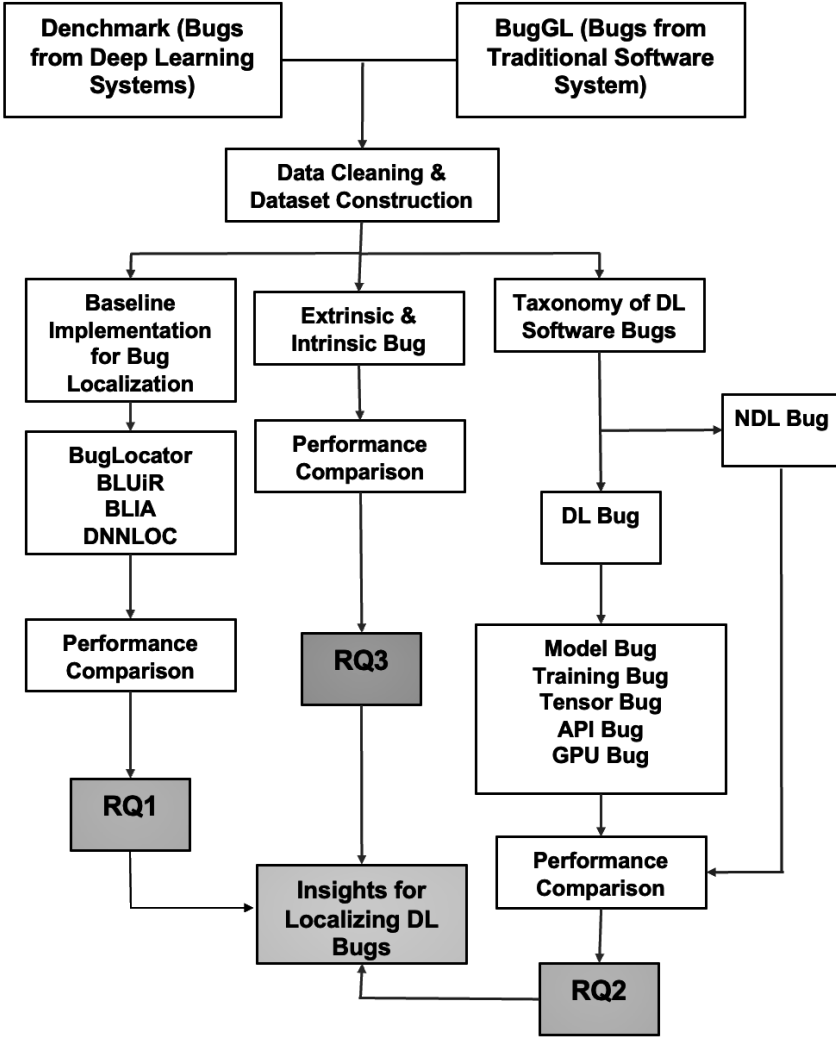 Denchmark (Bugs
from Deep Learning
Systems)
BugGL (Bugs from
Traditional Software
System)
Data Cleaning &
Dataset Construction
Baseline
Implementation
for Bug
Localization
Extrinsic &
Intrinsic Bug
Taxonomy of DL
Software Bugs
NDL Bug
BugLocator
BLUiR
BLIA
DNNLOC
Performance
Comparison
DL Bug
Performance
Comparison
RQ3
Model Bug
Training Bug
Tensor Bug
API Bug
GPU Bug
RQ1
Insights for
Localizing DL
Bugs
Performance
Comparison
RQ2